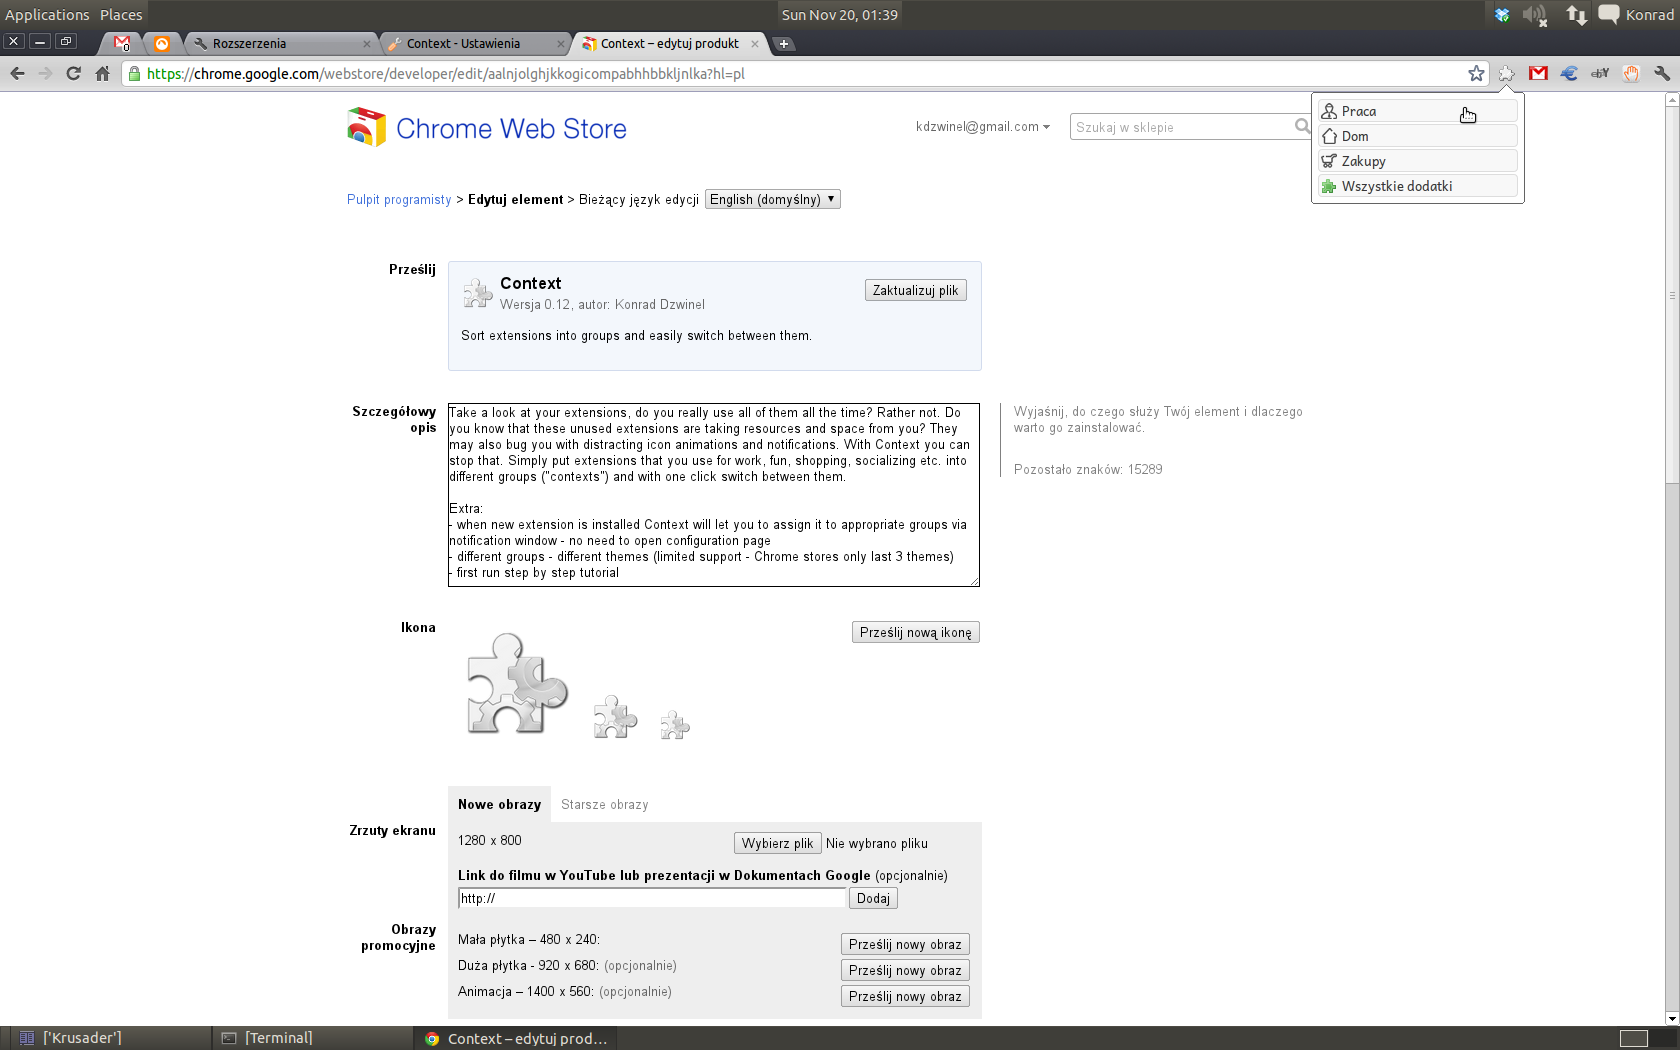 Applications Places
Sun Nov 20, 01:39
Konrad
0
Rozszerzenia
Context - Ustawienia
Context – edytuj produkt
https://chrome.google.com/webstore/developer/edit/aalnjolghjkkogicompabhhbbkljnlka?hl=pl
Praca
Dom
Zakupy
Wszystkie dodatki
Chrome Web Store
kdzwinel@gmail.com
Szukaj w sklepie
Pulpit programisty > Edytuj element > Bieżący język edycji English (domyślny)
Prześlij
Context
Wersja 0.12, autor: Konrad Dzwinel
Zaktualizuj plik
Sort extensions into groups and easily switch between them.
Szczegółowy
opis
Take a look at your extensions, do you really use all of them all the time? Rather not. Do
you know that these unused extensions are taking resources and space from you? They
may also bug you with distracting icon animations and notifications. With Context you can
stop that. Simply put extensions that you use for work, fun, shopping, socializing etc. into
different groups ("contexts") and with one click switch between them.
Extra:
- when new extension is installed Context will let you to assign it to appropriate groups via
notification window - no need to open configuration page
- different groups - different themes (limited support - Chrome stores only last 3 themes)
- first run step by step tutorial
Wyjaśnij, do czego służy Twój element i dlaczego
warto go zainstalować.
Pozostało znaków: 15289
Ikona
Prześlij nową ikonę
Nowe obrazy
Starsze obrazy
Zrzuty ekranu
1280 x 800
Wybierz plik Nie wybrano pliku
Link do filmu w YouTube lub prezentacji w Dokumentach Google (opcjonalnie)
http://
Dodaj
Obrazy
promocyjne
Mała płytka – 480 x 240:
Prześlij nowy obraz
Duża płytka - 920 x 680: (opcjonalnie)
Prześlij nowy obraz
Animacja – 1400 x 560: (opcjonalnie)
Prześlij nowy obraz
['Krusader']
[Terminal]
Context – edytuj prod...